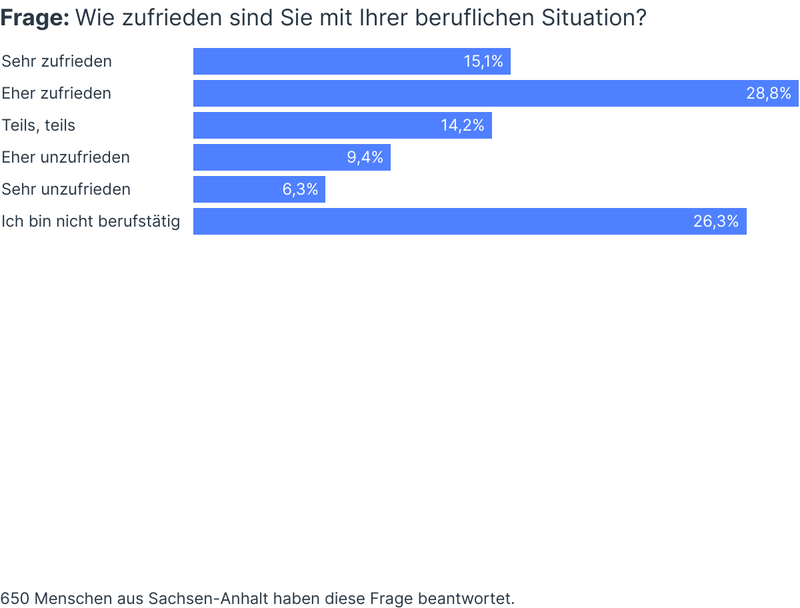 Frage: Wie zufrieden sind Sie mit Ihrer beruflichen Situation?
Sehr zufrieden 15,1%
Eher zufrieden 28,8%
Teils, teils 14,2%
Eher unzufrieden 9,4%
Sehr unzufrieden 6,3%
Ich bin nicht berufstätig 26,3%
650 Menschen aus Sachsen-Anhalt haben diese Frage beantwortet.